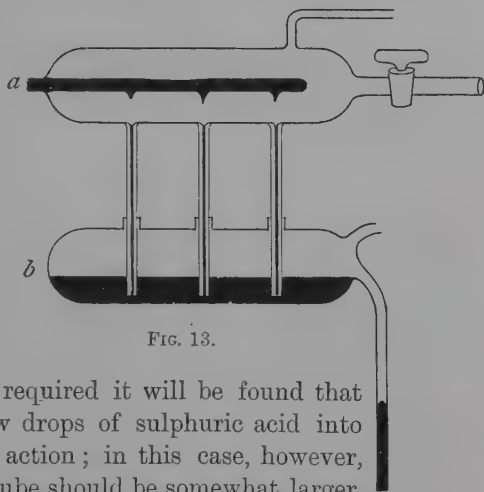 a
b
Fig. 13.
required it will be found that
w drops of sulphuric acid into
action ; in this case, however,
ube should be somewhat larger